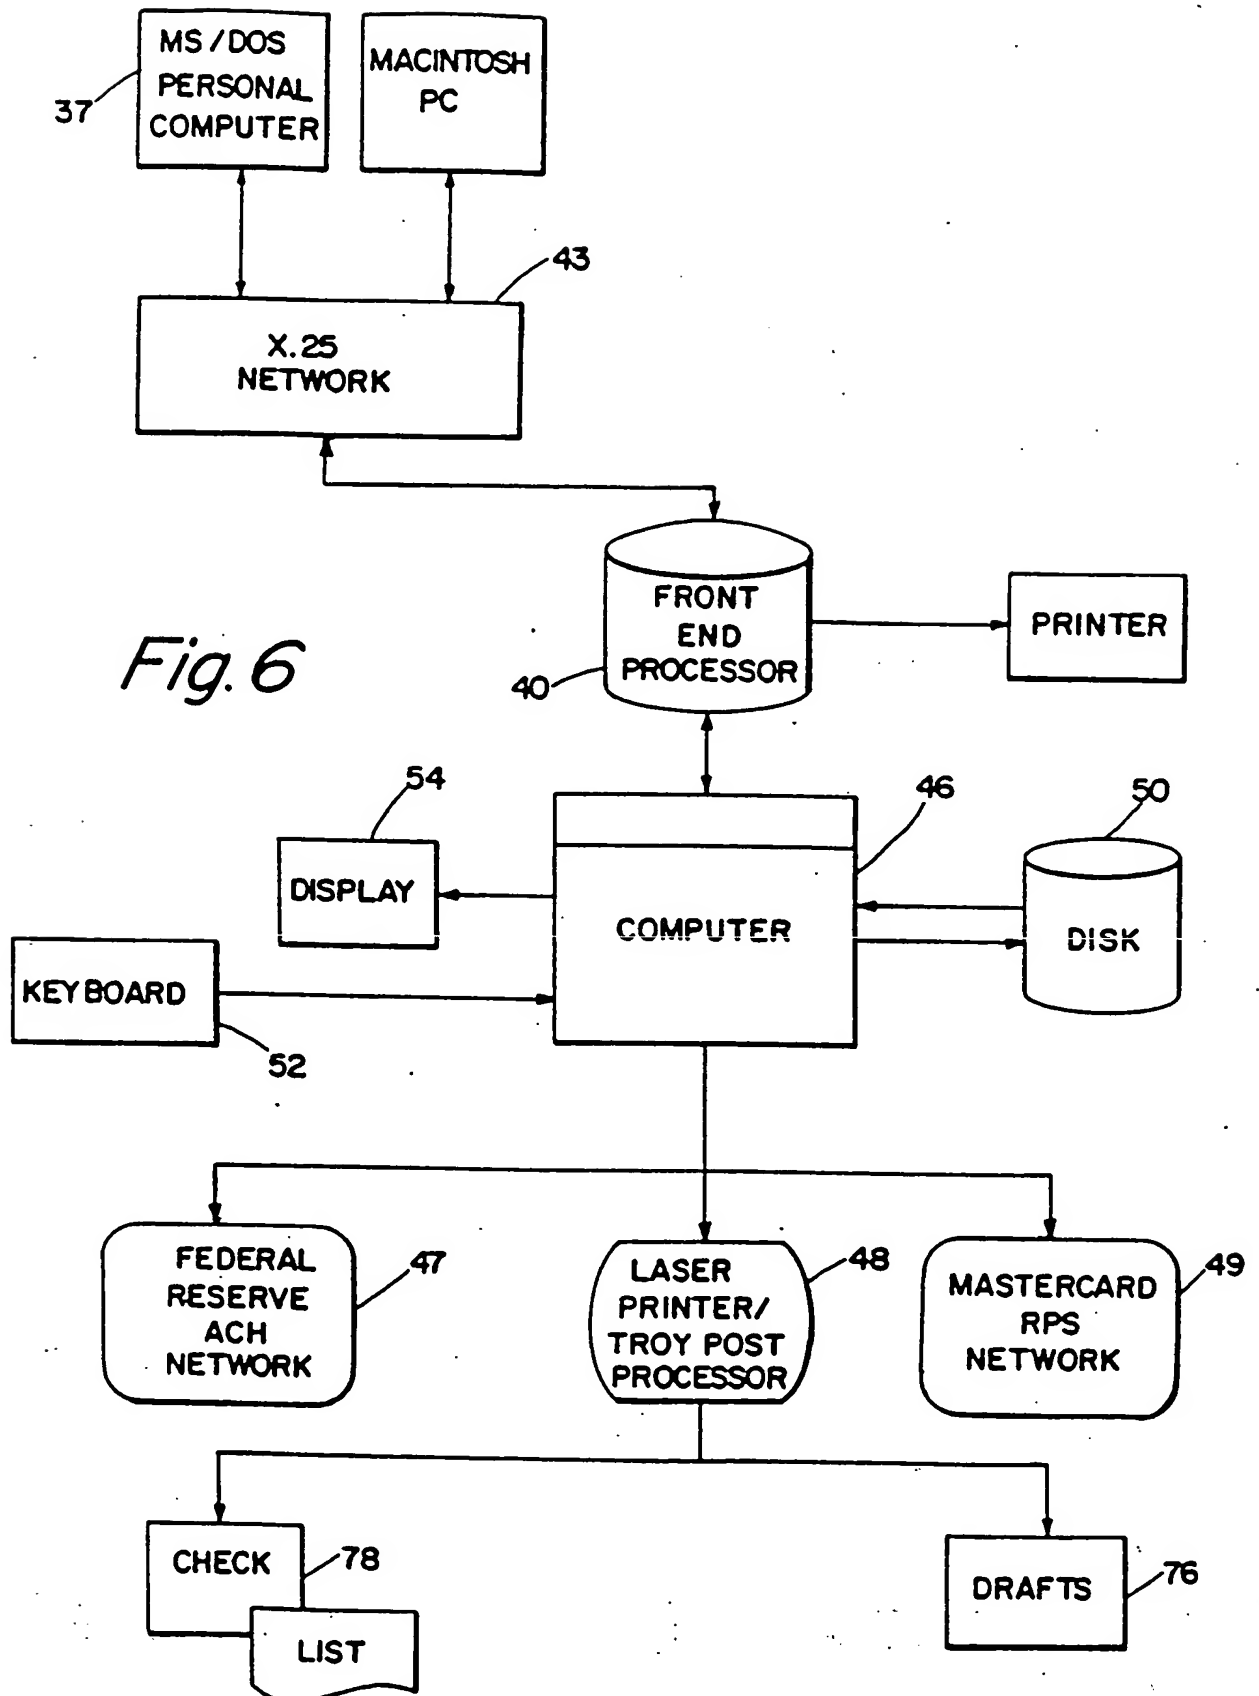 MS/DOS
PERSONAL
COMPUTER
37
MACINTOSH
PC
43
X.25
NETWORK
FRONT
END
PROCESSOR
40
PRINTER
Fig. 6
54
46
50
DISPLAY
COMPUTER
DISK
KEYBOARD
52
FEDERAL
RESERVE
ACH
NETWORK
47
LASER
PRINTER/
TROY POST
PROCESSOR
48
MASTERCARD
RPS
NETWORK
49
CHECK
78
LIST
DRAFTS
76